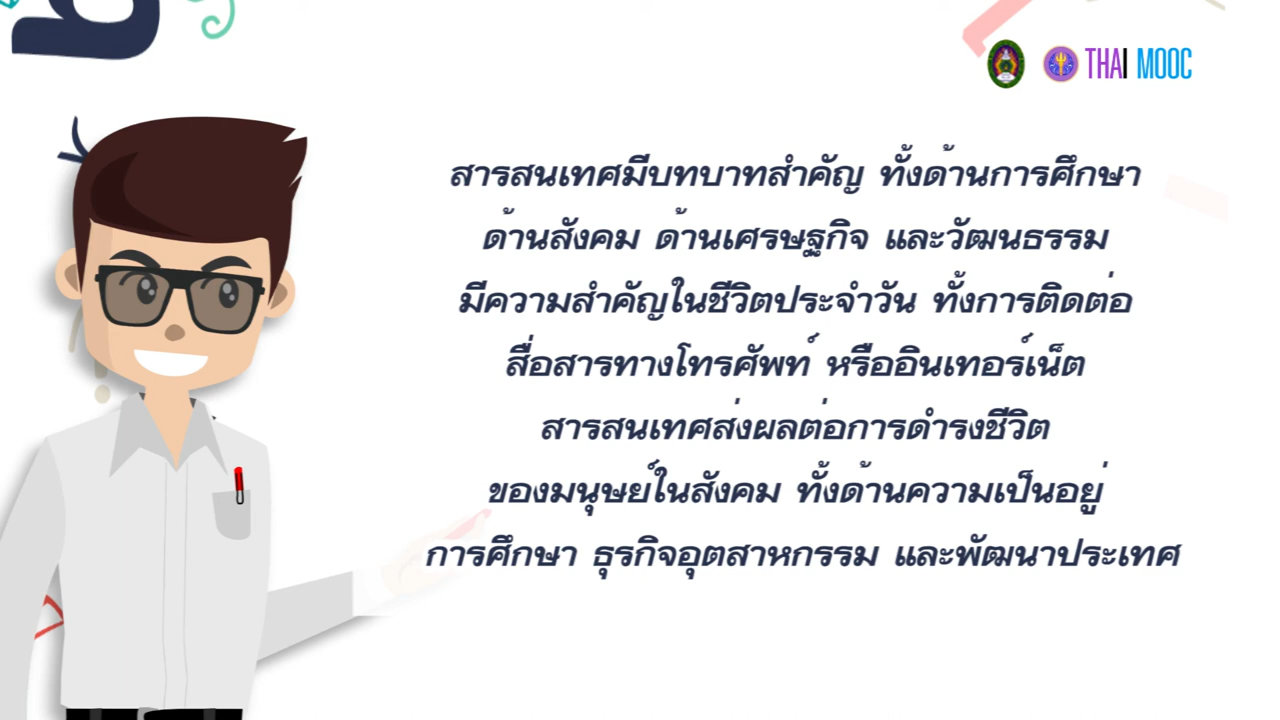 THAI MOOC
สารสนเทศมีบทบาทสำคัญ ทั้งด้านการศึกษา
ด้านสังคม ด้านเศรษฐกิจ และวัฒนธรรม
มีความสำคัญในชีวิตประจำวัน ทั้งการติดต่อ
สื่อสารทางโทรศัพท์ หรืออินเทอร์เน็ต
สารสนเทศส่งผลต่อการดำรงชีวิต
ของมนุษย์ในสังคม ทั้งด้านความเป็นอยู่
การศึกษา ธุรกิจอุตสาหกรรม และพัฒนาประเทศ